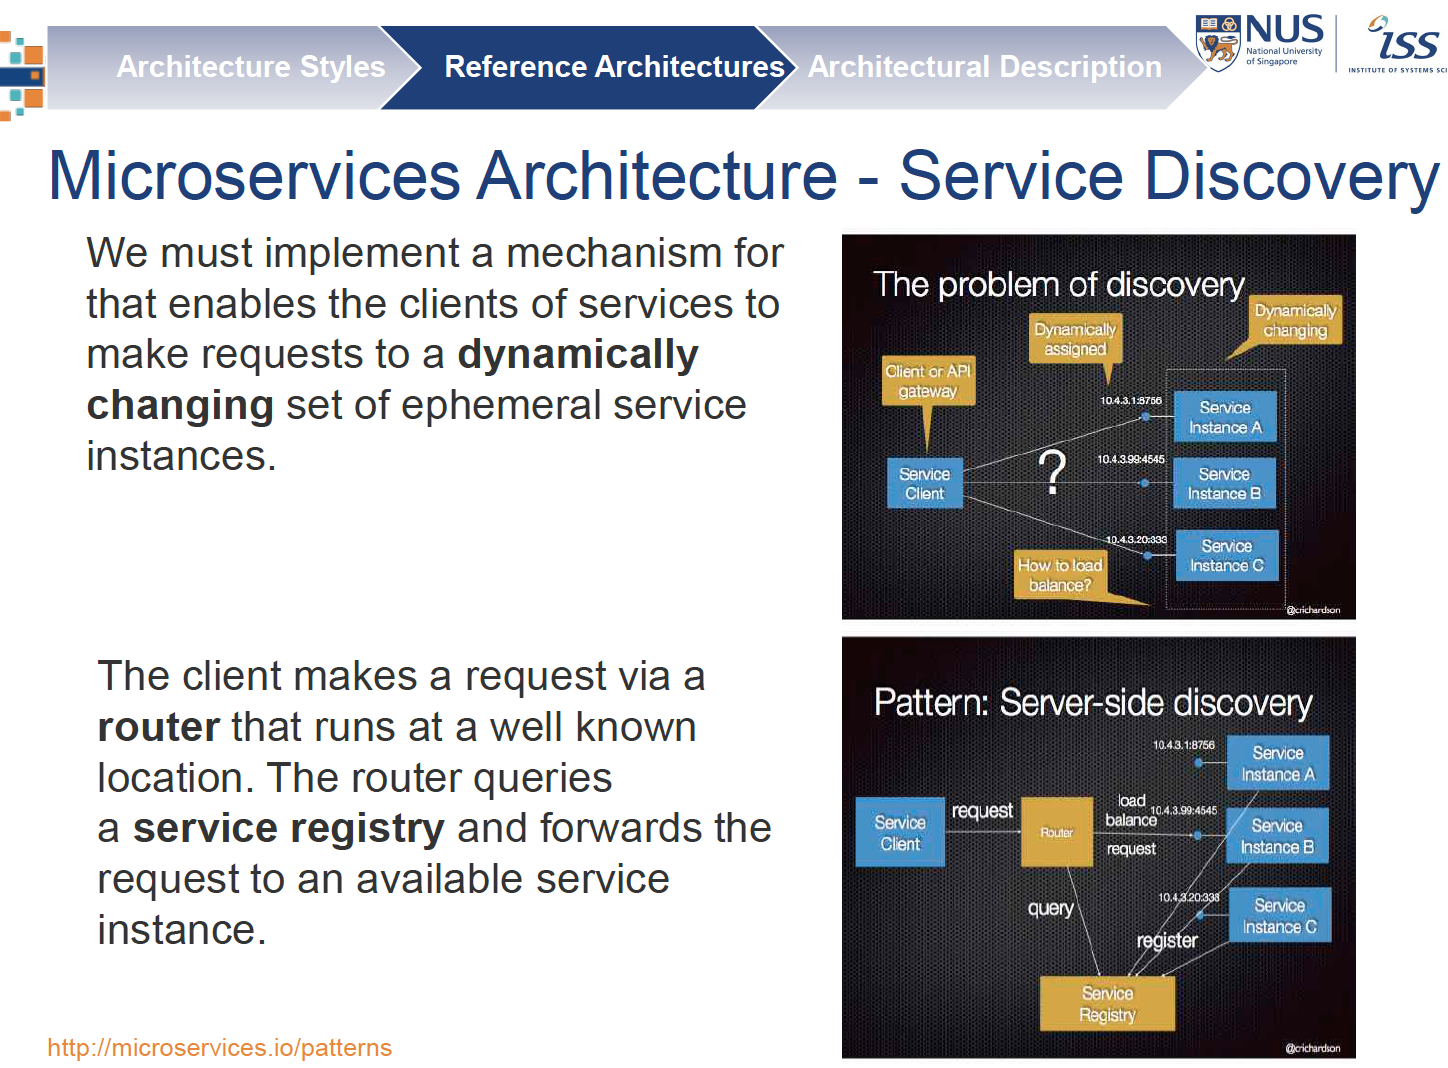 Architecture Styles
Reference Architectures
Architectural Description
NUS
National University
of Singapore
iss
INSTITUTE OF SYSTEMS SCI
Microservices Architecture - Service Discovery
We must implement a mechanism for
that enables the clients of services to
make requests to a dynamically
changing set of ephemeral service
instances.
The problem of discovery
Dynamically
changing
Dynamically
assigned
Client or API
gateway
10.4.3.1:8756
Service
Instance A
10.4.3.99:4545
Service
Client
?
Service
Instance B
10.4.3.20:333
Service
Instance C
How to load
balance?
@crichardson
The client makes a request via a
router that runs at a well known
location. The router queries
a service registry and forwards the
request to an available service
instance.
Pattern: Server-side discovery
10.4.3.1:8756
Service
Instance A
Service
Client
request
Router
load
balance
request
10.4.3.99:4545
Service
Instance B
query
10.4.3.20:333
Service
Instance C
register
Service
Registry
@crichardson
http://microservices.io/patterns